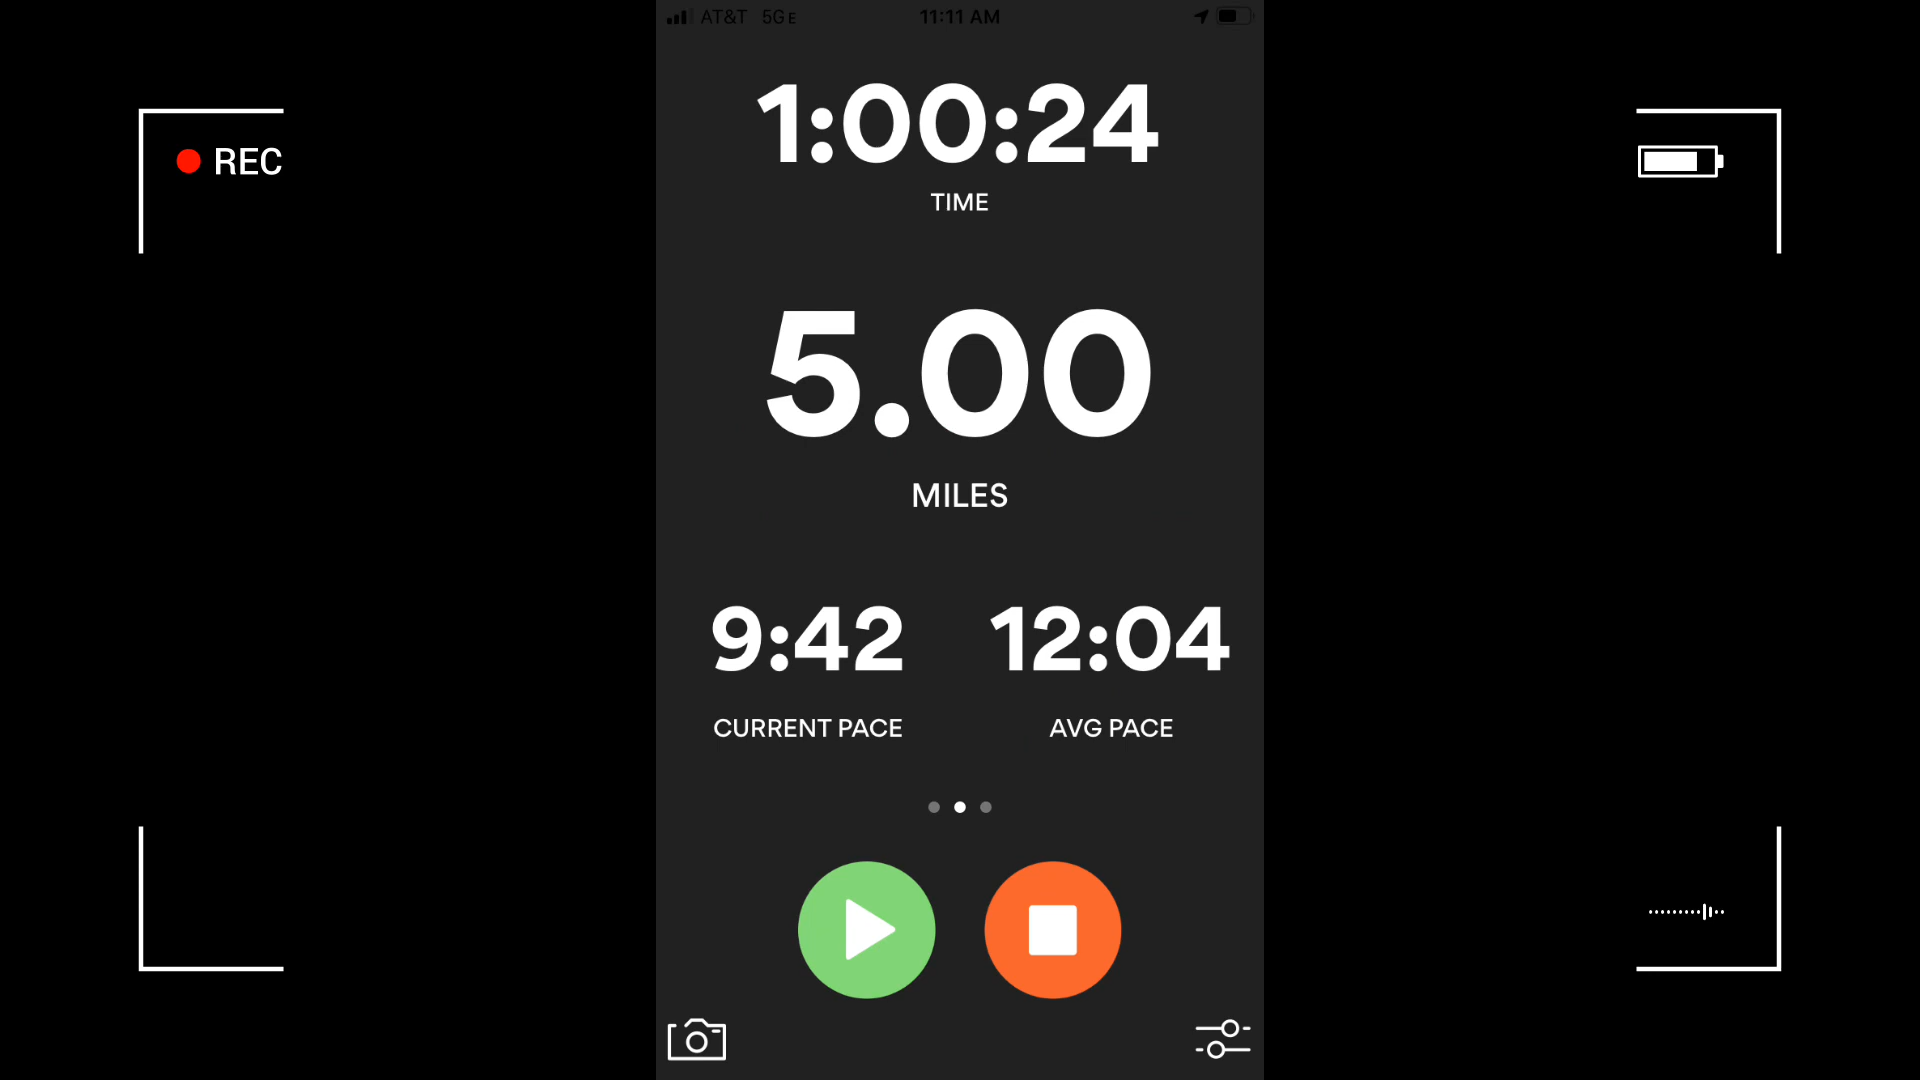 AT&T 5GE 11:11 AM
REC
1:00:24
TIME
5.00
MILES
9:42 12:04
CURRENT PACE AVG PACE